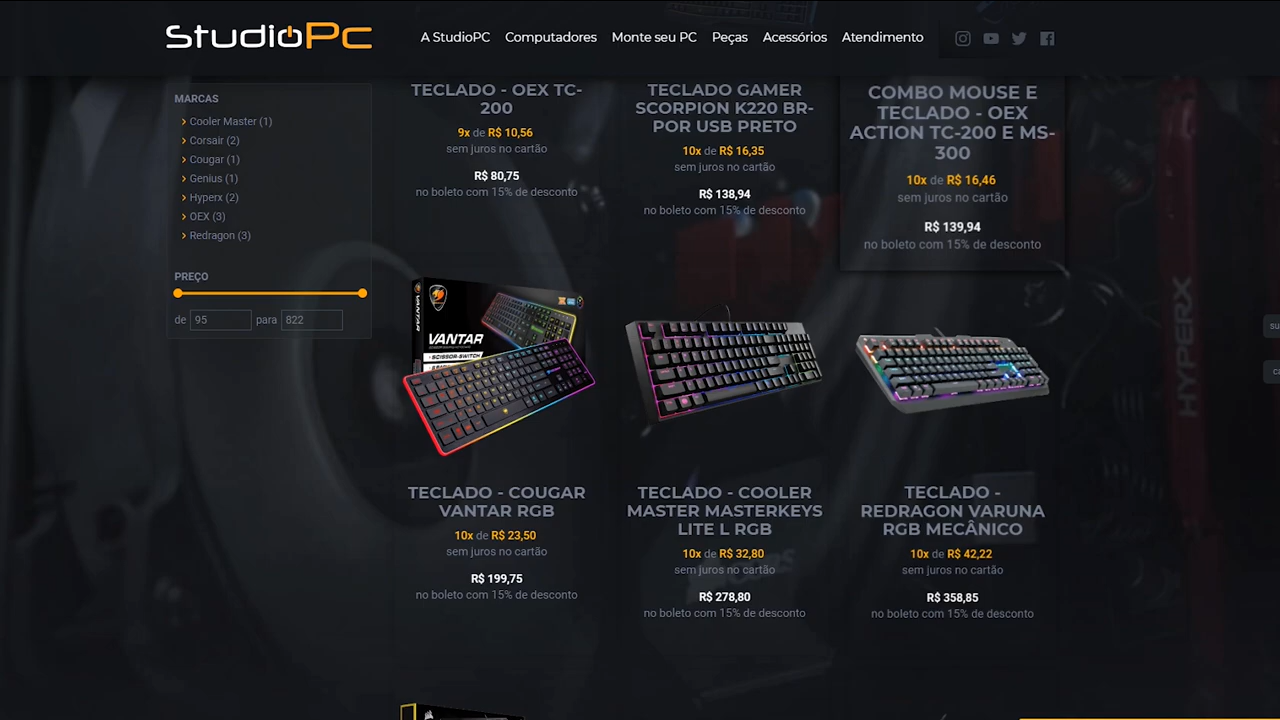 StudioPc
A StudioPC
Computadores
Monte seu PC
Peças
Acessórios
Atendimento
MARCAS
Cooler Master (1)
Corsair (2)
Cougar (1)
Genius (1)
Hyperx (2)
OEX (3)
Redragon (3)
PREÇO
de 95 para 822
TECLADO - OEX TC-
200
9x de R$ 10,56
sem juros no cartão
R$ 80,75
no boleto com 15% de desconto
TECLADO GAMER
SCORPION K220 BR-
POR USB PRETO
10x de R$ 16,35
sem juros no cartão
R$ 138,94
no boleto com 15% de desconto
COMBO MOUSE E
TECLADO - OEX
ACTION TC-200 E MS-
300
10x de R$ 16,46
sem juros no cartão
R$ 139,94
no boleto com 15% de desconto
VANTAR
SCISSOR-SWITCH
TECLADO - COUGAR
VANTAR RGB
10x de R$ 23,50
sem juros no cartão
R$ 199,75
no boleto com 15% de desconto
TECLADO - COOLER
MASTER MASTERKEYS
LITE L RGB
10x de R$ 32,80
sem juros no cartão
R$ 278,80
no boleto com 15% de desconto
TECLADO -
REDRAGON VARUNA
RGB MECÂNICO
10x de R$ 42,22
sem juros no cartão
R$ 358,85
no boleto com 15% de desconto
HYPERX
su
ca